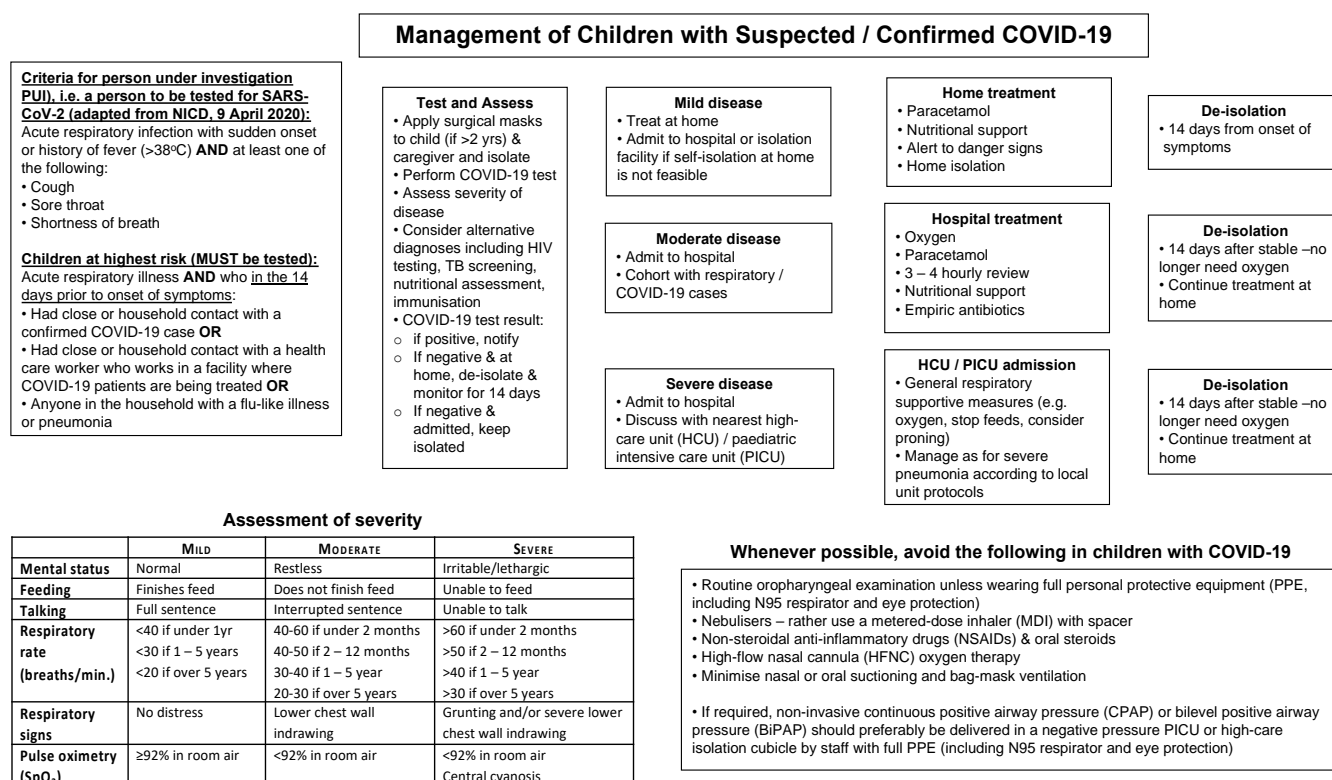 Management of Children with Suspected / Confirmed COVID-19
Criteria for person under investigation
PUI), i.e. a person to be tested for SARS-
CoV-2 (adapted from NICD, 9 April 2020):
Acute respiratory infection with sudden onset
or history of fever (>38ºC) AND at least one of
the following:
• Cough
• Sore throat
• Shortness of breath
Children at highest risk (MUST be tested):
Acute respiratory illness AND who in the 14
days prior to onset of symptoms:
• Had close or household contact with a
confirmed COVID-19 case OR
• Had close or household contact with a health
care worker who works in a facility where
COVID-19 patients are being treated OR
• Anyone in the household with a flu-like illness
or pneumonia
Test and Assess
• Apply surgical masks
to child (if >2 yrs) &
caregiver and isolate
• Perform COVID-19 test
• Assess severity of
disease
• Consider alternative
diagnoses including HIV
testing, TB screening,
nutritional assessment,
immunisation
• COVID-19 test result:
o if positive, notify
o If negative & at
home, de-isolate &
monitor for 14 days
o If negative &
admitted, keep
isolated
Mild disease
• Treat at home
• Admit to hospital or isolation
facility if self-isolation at home
is not feasible
Home treatment
• Paracetamol
• Nutritional support
• Alert to danger signs
• Home isolation
De-isolation
• 14 days from onset of
symptoms
Moderate disease
• Admit to hospital
• Cohort with respiratory /
COVID-19 cases
Hospital treatment
• Oxygen
• Paracetamol
• 3 – 4 hourly review
• Nutritional support
• Empiric antibiotics
De-isolation
• 14 days after stable –no
longer need oxygen
• Continue treatment at
home
Severe disease
• Admit to hospital
• Discuss with nearest high-
care unit (HCU) / paediatric
intensive care unit (PICU)
HCU / PICU admission
• General respiratory
supportive measures (e.g.
oxygen, stop feeds, consider
proning)
• Manage as for severe
pneumonia according to local
unit protocols
De-isolation
• 14 days after stable –no
longer need oxygen
• Continue treatment at
home
Assessment of severity
MILD MODERATE SEVERE
Mental status Normal Restless Irritable/lethargic
Feeding Finishes feed Does not finish feed Unable to feed
Talking Full sentence Interrupted sentence Unable to talk
Respiratory <40 if under 1yr 40-60 if under 2 months >60 if under 2 months
rate <30 if 1 – 5 years 40-50 if 2 – 12 months >50 if 2 – 12 months
(breaths/min.) <20 if over 5 years 30-40 if 1 – 5 year >40 if 1 – 5 year
20-30 if over 5 years >30 if over 5 years
Respiratory No distress Lower chest wall Grunting and/or severe lower
signs indrawing chest wall indrawing
Pulse oximetry ≥92% in room air <92% in room air <92% in room air
(SpO₂) Central cyanosis
Whenever possible, avoid the following in children with COVID-19
• Routine oropharyngeal examination unless wearing full personal protective equipment (PPE,
including N95 respirator and eye protection)
• Nebulisers – rather use a metered-dose inhaler (MDI) with spacer
• Non-steroidal anti-inflammatory drugs (NSAIDs) & oral steroids
• High-flow nasal cannula (HFNC) oxygen therapy
• Minimise nasal or oral suctioning and bag-mask ventilation
• If required, non-invasive continuous positive airway pressure (CPAP) or bilevel positive airway
pressure (BiPAP) should preferably be delivered in a negative pressure PICU or high-care
isolation cubicle by staff with full PPE (including N95 respirator and eye protection)